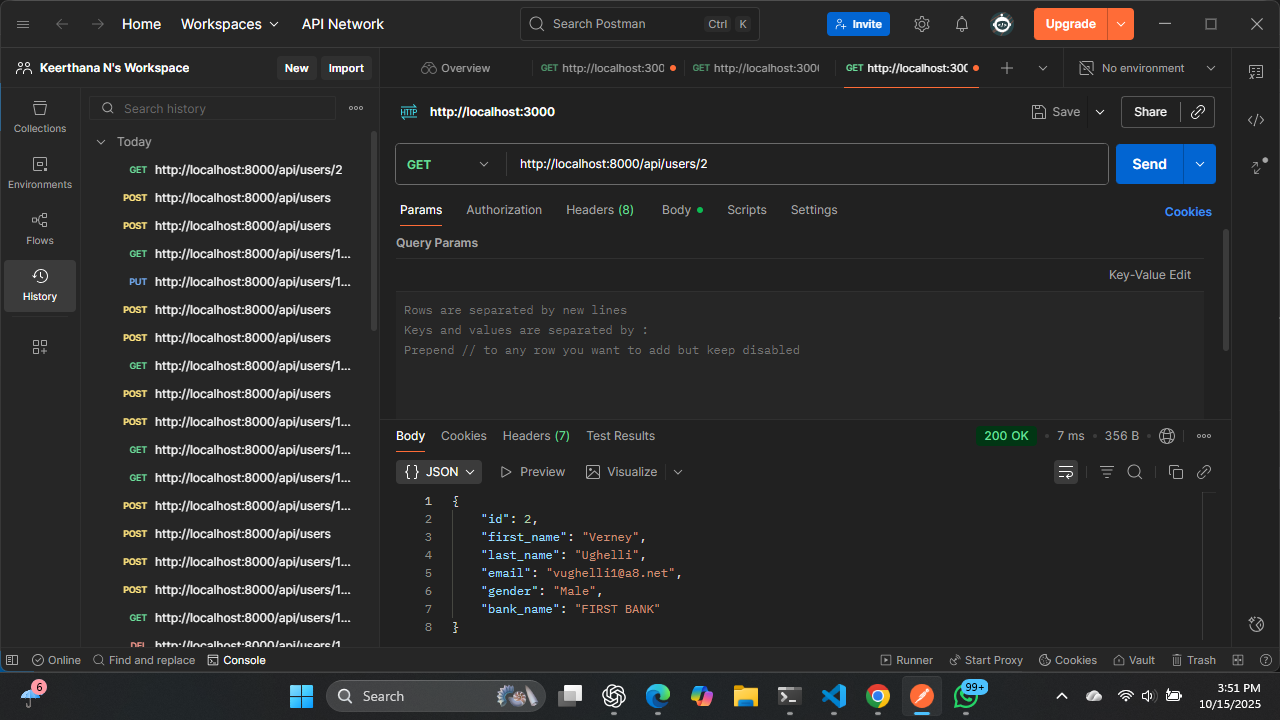 Home
Workspaces
API Network
Search Postman
Ctrl
K
Invite
Upgrade
Keerthana N's Workspace
New
Import
Overview
GET http://localhost:300
GET http://localhost:300
GET http://localhost:300
No environment
Collections
Environments
Flows
History
Search history
Today
GET http://localhost:8000/api/users/2
POST http://localhost:8000/api/users
POST http://localhost:8000/api/users
GET http://localhost:8000/api/users/1...
PUT http://localhost:8000/api/users/1...
POST http://localhost:8000/api/users
POST http://localhost:8000/api/users
GET http://localhost:8000/api/users/1...
POST http://localhost:8000/api/users
POST http://localhost:8000/api/users/1...
GET http://localhost:8000/api/users/1...
GET http://localhost:8000/api/users/1...
POST http://localhost:8000/api/users/1...
POST http://localhost:8000/api/users
POST http://localhost:8000/api/users/1...
POST http://localhost:8000/api/users/1...
GET http://localhost:8000/api/users/1...
DEL http://localhost:8000/api/users/1...
HTTP http://localhost:3000
Save
Share
GET
http://localhost:8000/api/users/2
Send
Params
Authorization
Headers (8)
Body
Scripts
Settings
Cookies
Query Params
Key-Value Edit
Rows are separated by new lines
Keys and values are separated by :
Prepend // to any row you want to add but keep disabled
Body
Cookies
Headers (7)
Test Results
200 OK
7 ms
356 B
{} JSON
Preview
Visualize
1 {
2 "id": 2,
3 "first_name": "Verney",
4 "last_name": "Ughelli",
5 "email": "vughelli1@a8.net",
6 "gender": "Male",
7 "bank_name": "FIRST BANK"
8 }
Online
Find and replace
Console
Runner
Start Proxy
Cookies
Vault
Trash
6
Search
99+
3:51 PM
10/15/2025